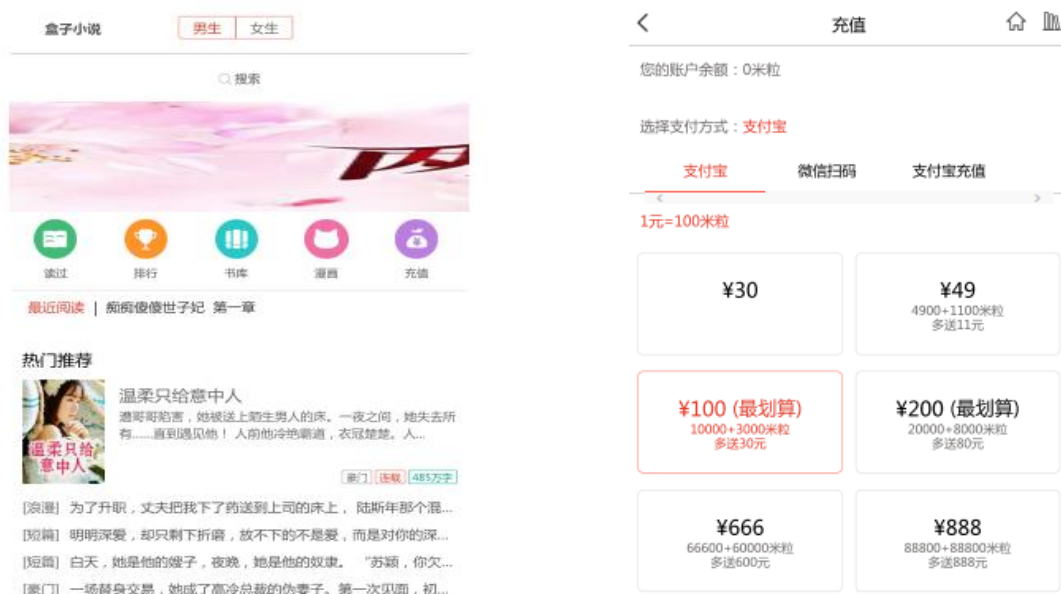 盒子小说 男生 女生
搜索
两
读过 排行 书库 漫画 充值
最近阅读 | 痴痴傻傻世子妃 第一章
热门推荐
温柔只给意中人
遭哥哥陷害，她被送上陌生男人的床。一夜之间，她失去所
有......直到遇见他！ 人前他冷绝霸道，衣冠楚楚。人...
温柔只给
意中人
豪门 连载 485万字
[浪漫] 为了升职，丈夫把我下了药送到上司的床上， 陆斯年那个混...
[短篇] 明明深爱，却只剩下折磨，放不下的不是爱，而是对你的深...
[短篇] 白天，她是他的嫂子，夜晚，她是他的奴隶。 “苏颖，你欠...
[豪门] 一场替身交易，她成了高冷总裁的伪妻子。第一次见面，初...
充值
您的账户余额：0米粒
选择支付方式：支付宝
支付宝 微信扫码 支付宝充值
1元=100米粒
¥30
¥49
4900+1100米粒
多送11元
¥100 (最划算)
10000+3000米粒
多送30元
¥200 (最划算)
20000+8000米粒
多送80元
¥666
66600+60000米粒
多送600元
¥888
88800+88800米粒
多送888元